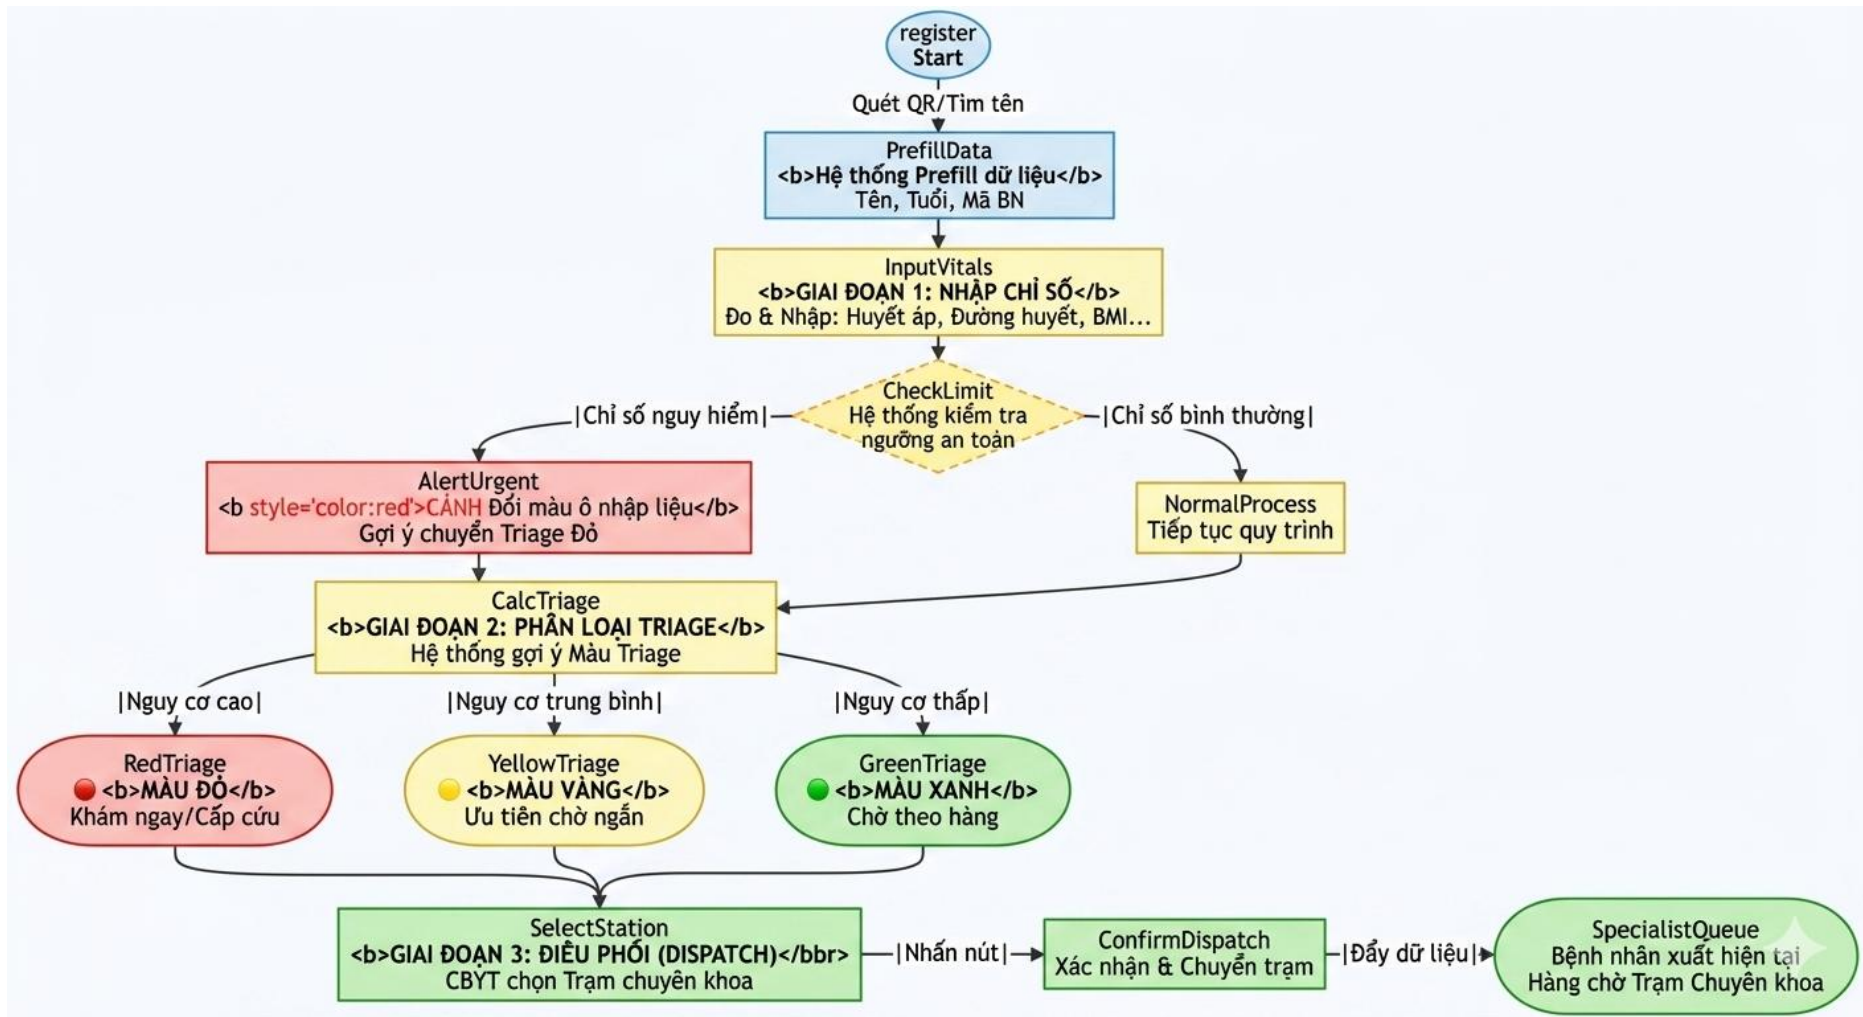 register
Start
Quét QR/Tìm tên
PrefillData
<b>Hệ thống Prefill dữ liệu</b>
Tên, Tuổi, Mã BN
InputVitals
<b>GIAI ĐOẠN 1: NHẬP CHỈ SỐ</b>
Đo & Nhập: Huyết áp, Đường huyết, BMI...
CheckLimit
Hệ thống kiểm tra
ngưỡng an toàn
|Chỉ số nguy hiểm|
|Chỉ số bình thường|
AlertUrgent
<b style='color:red'>CẢNH Đổi màu ô nhập liệu</b>
Gợi ý chuyển Triage Đỏ
NormalProcess
Tiếp tục quy trình
CalcTriage
<b>GIAI ĐOẠN 2: PHÂN LOẠI TRIAGE</b>
Hệ thống gợi ý Màu Triage
|Nguy cơ cao|
|Nguy cơ trung bình|
|Nguy cơ thấp|
RedTriage
<b>MÀU ĐỎ</b>
Khám ngay/Cấp cứu
YellowTriage
<b>MÀU VÀNG</b>
Ưu tiên chờ ngắn
GreenTriage
<b>MÀU XANH</b>
Chờ theo hàng
SelectStation
<b>GIAI ĐOẠN 3: ĐIỀU PHỐI (DISPATCH)</bbr>
CBYT chọn Trạm chuyên khoa
|Nhấn nút|
ConfirmDispatch
Xác nhận & Chuyển trạm
|Đẩy dữ liệu|
SpecialistQueue
Bệnh nhân xuất hiện tại
Hàng chờ Trạm Chuyên khoa